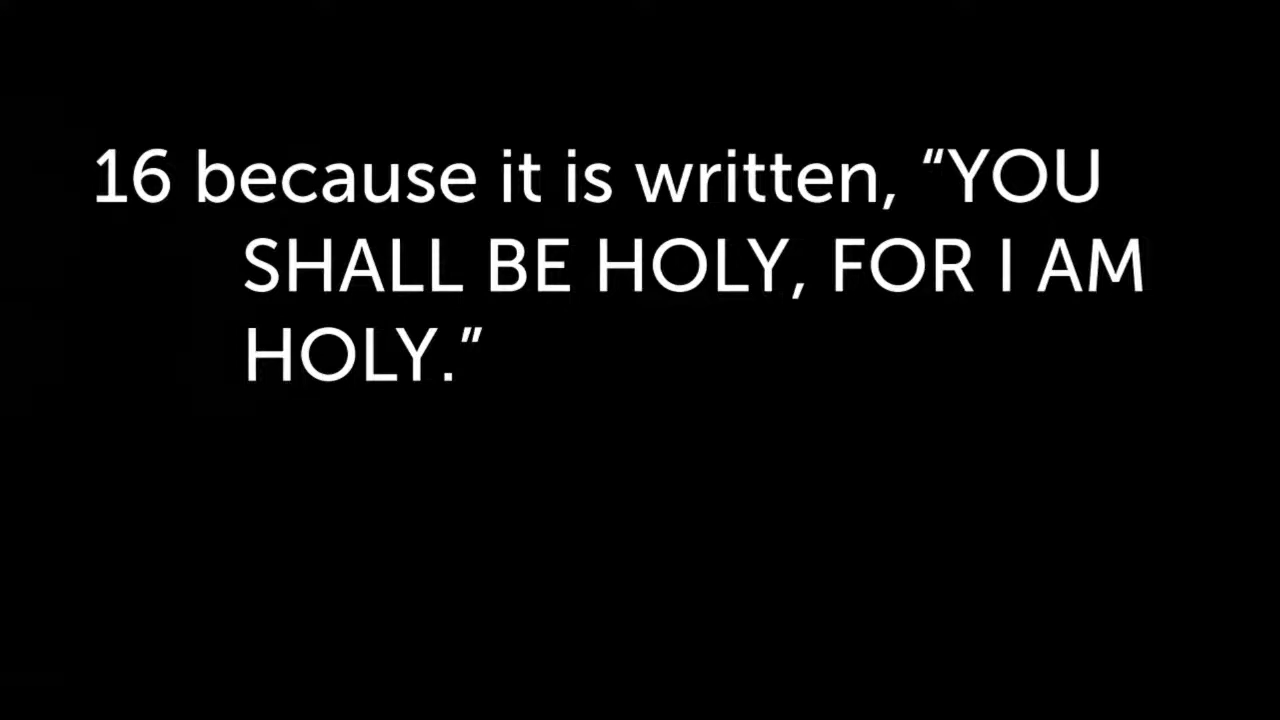 16 because it is written, “YOU
SHALL BE HOLY, FOR I AM
HOLY.”